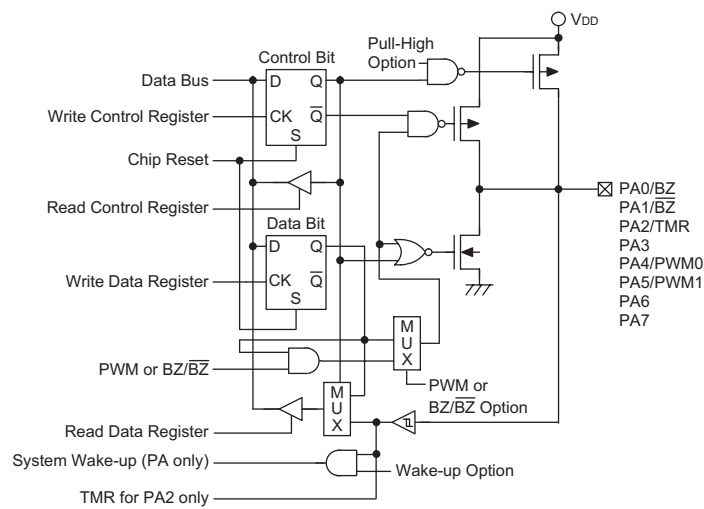 VDD
Control Bit
Pull-High
Option
Data Bus
D
Q
Write Control Register
CK
Q̅
S
Chip Reset
Read Control Register
Data Bit
D
Q
Write Data Register
CK
Q̅
S
PA0/BZ
PA1/B̅Z̅
PA2/TMR
PA3
PA4/PWM0
PA5/PWM1
PA6
PA7
MUX
PWM or BZ/B̅Z̅
PWM or
BZ/B̅Z̅ Option
MUX
Read Data Register
System Wake-up (PA only)
Wake-up Option
TMR for PA2 only